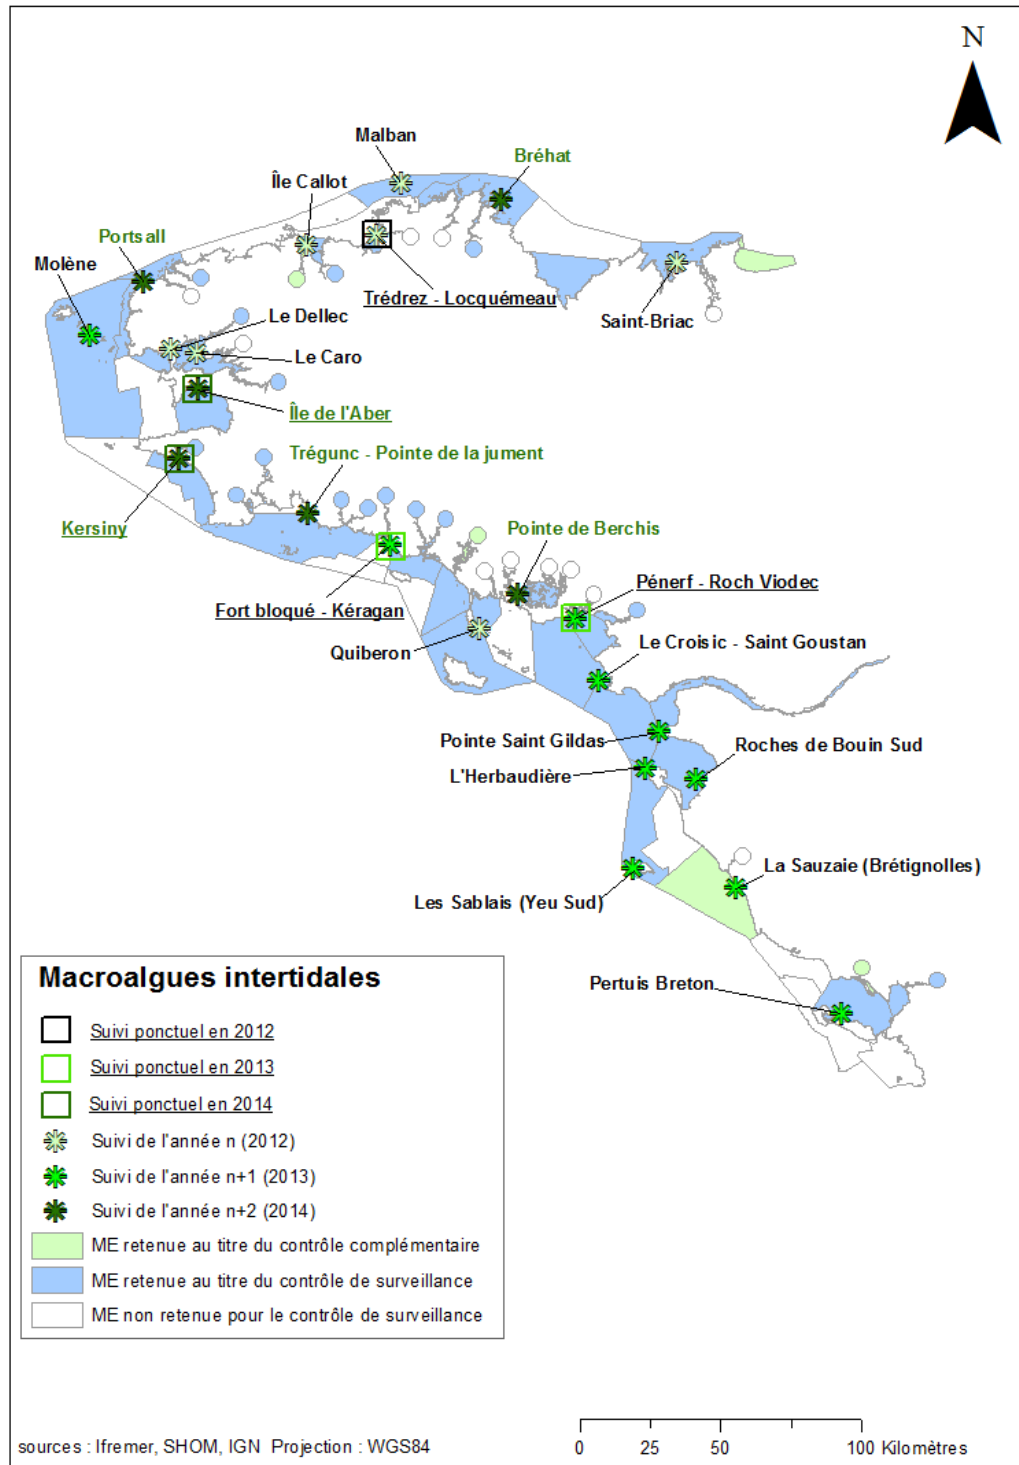 N
Malban
Bréhat
Île Callot
Portsall
Molène
Trédrez - Locquémeau
Le Dellec
Saint-Briac
Le Caro
Île de l'Aber
Trégunc - Pointe de la jument
Kersiny
Pointe de Berchis
Pénerf - Roch Viodec
Fort bloqué - Kéragan
Le Croisic - Saint Goustan
Quiberon
Pointe Saint Gildas
Roches de Bouin Sud
L'Herbaudière
La Sauzaie (Brétignolles)
Les Sablais (Yeu Sud)
Pertuis Breton
Macroalgues intertidales
Suivi ponctuel en 2012
Suivi ponctuel en 2013
Suivi ponctuel en 2014
Suivi de l'année n (2012)
Suivi de l'année n+1 (2013)
Suivi de l'année n+2 (2014)
ME retenue au titre du contrôle complémentaire
ME retenue au titre du contrôle de surveillance
ME non retenue pour le contrôle de surveillance
sources : Ifremer, SHOM, IGN Projection : WGS84
0 25 50 100 Kilomètres